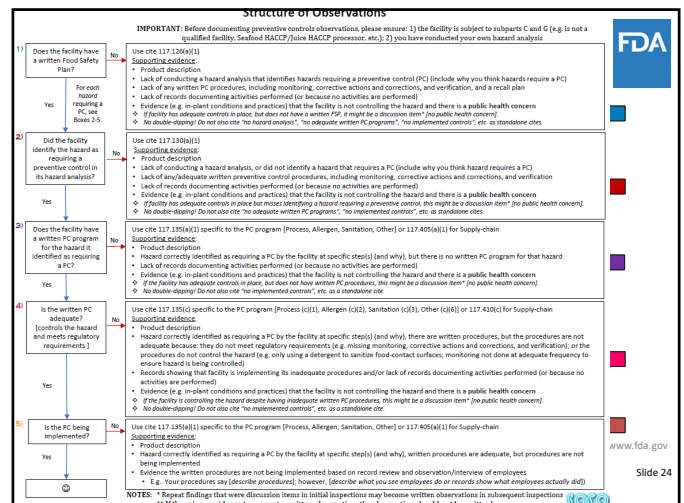 Structure of Observations
IMPORTANT: Before documenting preventive controls observations, please ensure: 1) the facility is subject to subparts C and G (e.g. is not a
qualified facility, Seafood HACCP/Juice HACCP processor, etc.); 2) you have conducted your own hazard analysis
FDA
1)
Does the facility have
a written Food Safety
Plan?
No
Yes
For each
hazard
requiring a
PC, see
Boxes 2-5:
Use cite 117.126(a)(1)
Supporting evidence:
• Product description
• Lack of conducting a hazard analysis that identifies hazards requiring a preventive control (PC) (include why you think hazards require a PC)
• Lack of any written PC procedures, including monitoring, corrective actions and corrections, and verification, and a recall plan
• Lack of records documenting activities performed (or because no activities are performed)
• Evidence (e.g. in-plant conditions and practices) that the facility is not controlling the hazard and there is a public health concern
❖ If facility has adequate controls in place, but does not have a written FSP, it might be a discussion item* [no public health concern].
❖ No double-dipping! Do not also cite "no hazard analysis", "no adequate written PC programs", "no implemented controls", etc. as standalone cites.
2)
Did the facility
identify the hazard as
requiring a
preventive control in
its hazard analysis?
No
Yes
Use cite 117.130(a)(1)
Supporting evidence:
• Product description
• Lack of conducting a hazard analysis, or did not identify a hazard that requires a PC (include why you think hazard requires a PC)
• Lack of any/adequate written preventive control procedures, including monitoring, corrective actions and corrections, and verification
• Lack of records documenting activities performed (or because no activities are performed)
• Evidence (e.g. in-plant conditions and practices) that the facility is not controlling the hazard and there is a public health concern
❖ If facility has adequate controls in place but misses identifying a hazard requiring a preventive control, this might be a discussion item* [no public health concern].
❖ No double-dipping! Do not also cite "no adequate written PC programs", "no implemented controls", etc. as standalone cites.
3)
Does the facility have
a written PC program
for the hazard it
identified as requiring
a PC?
No
Yes
Use cite 117.135(a)(1) specific to the PC program [Process, Allergen, Sanitation, Other] or 117.405(a)(1) for Supply-chain
Supporting evidence:
• Product description
• Hazard correctly identified as requiring a PC by the facility at specific step(s) (and why), but there is no written PC program for that hazard
• Lack of records documenting activities performed (or because no activities are performed)
• Evidence (e.g. in-plant conditions and practices) that the facility is not controlling the hazard and there is a public health concern
❖ If the facility has adequate controls in place, but does not have written PC procedures, this might be a discussion item* [no public health concern].
❖ No double-dipping! Do not also cite "no implemented controls", etc. as a standalone cite.
4)
Is the written PC
adequate?
[controls the hazard
and meets regulatory
requirements ]
No
Yes
Use cite 117.135(c) specific to the PC program [Process (c)(1), Allergen (c)(2), Sanitation (c)(3), Other (c)(6)] or 117.410(c) for Supply-chain
Supporting evidence:
• Product description
• Hazard correctly identified as requiring a PC by the facility at specific step(s) (and why), there are written procedures, but the procedures are not
adequate because: they do not meet regulatory requirements (e.g. missing monitoring, corrective actions and corrections, and verification); or the
procedures do not control the hazard (e.g. only using a detergent to sanitize food-contact surfaces; monitoring not done at adequate frequency to
ensure hazard is being controlled)
• Records showing that facility is implementing its inadequate procedures and/or lack of records documenting activities performed (or because no
activities are performed)
• Evidence (e.g. in-plant conditions and practices) that the facility is not controlling the hazard and there is a public health concern
❖ If the facility is controlling the hazard despite having inadequate written PC procedures, this might be a discussion item* [no public health concern].
❖ No double-dipping! Do not also cite "no implemented controls", etc. as a standalone cite.
5)
Is the PC being
implemented?
No
Yes
Use cite 117.135(a)(1) specific to the PC program [Process, Allergen, Sanitation, Other] or 117.405(a)(1) for Supply-chain
Supporting evidence:
• Product description
• Hazard correctly identified as requiring a PC by the facility at specific step(s) (and why), written procedures are adequate, but procedures are not
being implemented
• Evidence the written procedures are not being implemented based on record review and observation/interview of employees
• E.g. Your procedures say [describe procedures]; however, [describe what you see employees do or records show what employees actually did])
www.fda.gov
Slide 24
NOTES: * Repeat findings that were discussion items in initial inspections may become written observations in subsequent inspections